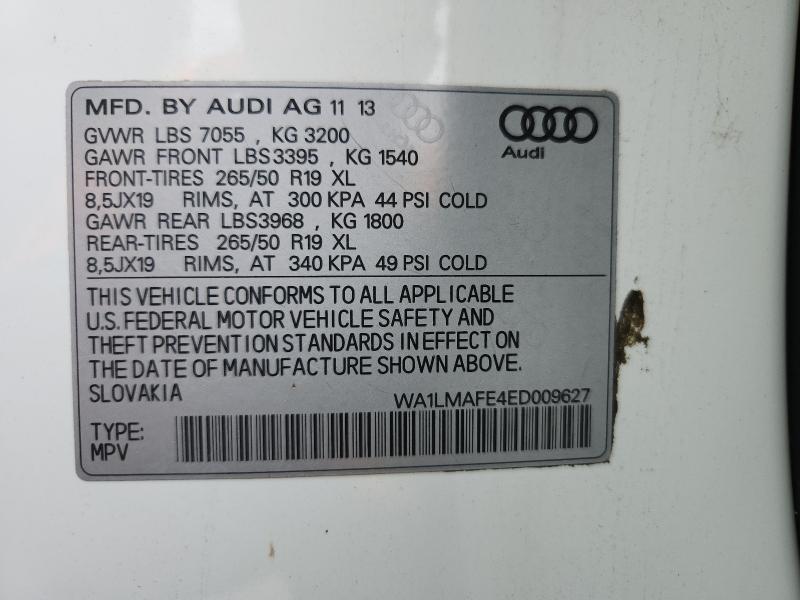 MFD. BY AUDI AG 11 13
Audi
GVWR LBS 7055 , KG 3200
GAWR FRONT LBS3395 , KG 1540
FRONT-TIRES 265/50 R19 XL
8,5JX19 RIMS, AT 300 KPA 44 PSI COLD
GAWR REAR LBS3968 , KG 1800
REAR-TIRES 265/50 R19 XL
8,5JX19 RIMS, AT 340 KPA 49 PSI COLD
THIS VEHICLE CONFORMS TO ALL APPLICABLE
U.S. FEDERAL MOTOR VEHICLE SAFETY AND
THEFT PREVENTION STANDARDS IN EFFECT ON
THE DATE OF MANUFACTURE SHOWN ABOVE.
SLOVAKIA
WA1LMAFE4ED009627
TYPE:
MPV